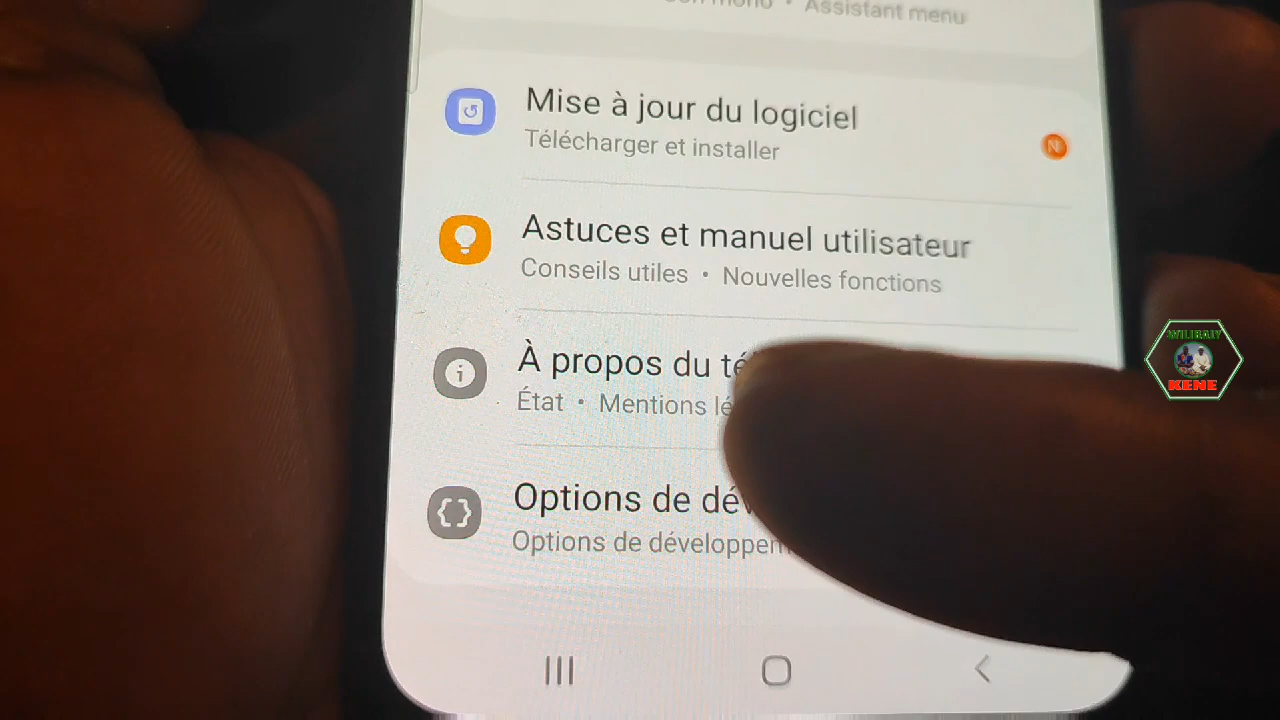 Assistant menu
Mise à jour du logiciel
Télécharger et installer
N
Astuces et manuel utilisateur
Conseils utiles • Nouvelles fonctions
À propos du té
État • Mentions lé
Options de dév
Options de développem
WILIBALY
KENE